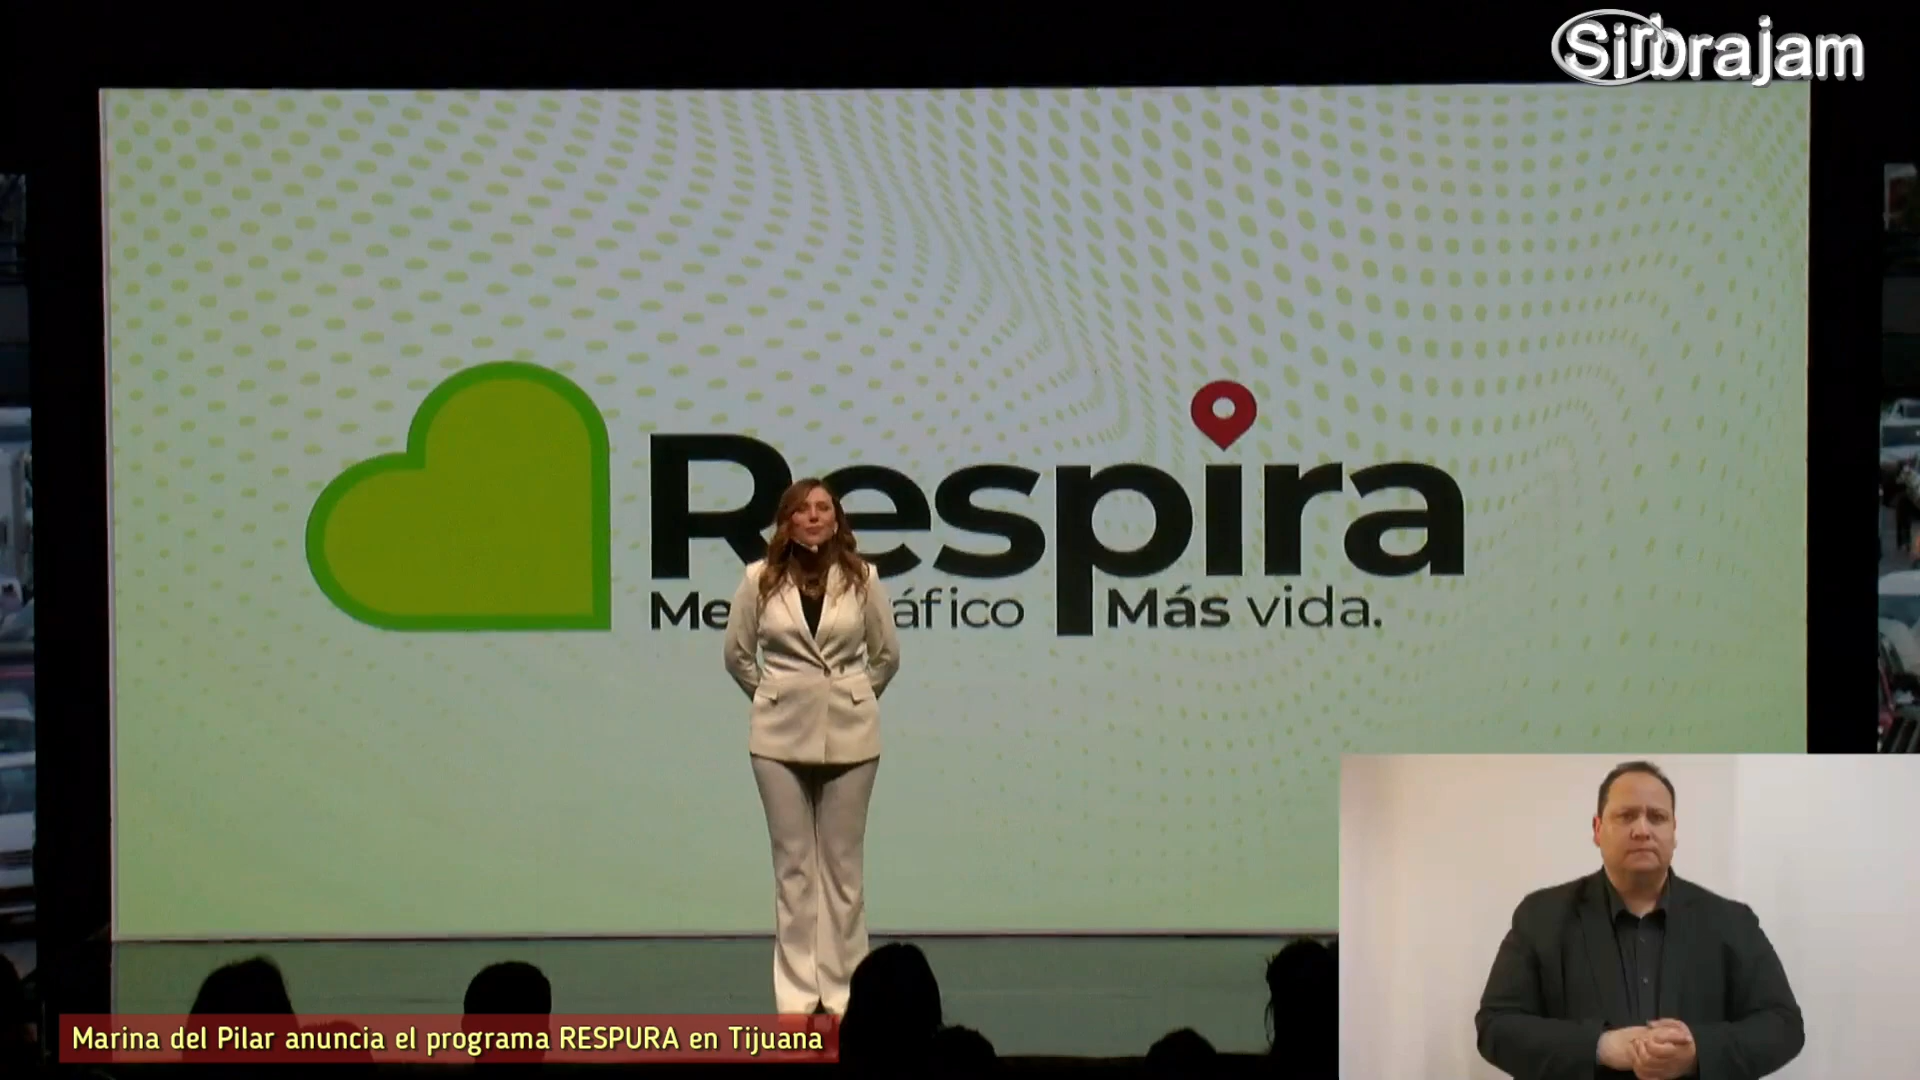 Sirbrajam
Respira
Me áfico Más vida.
Marina del Pilar anuncia el programa RESPURA en Tijuana